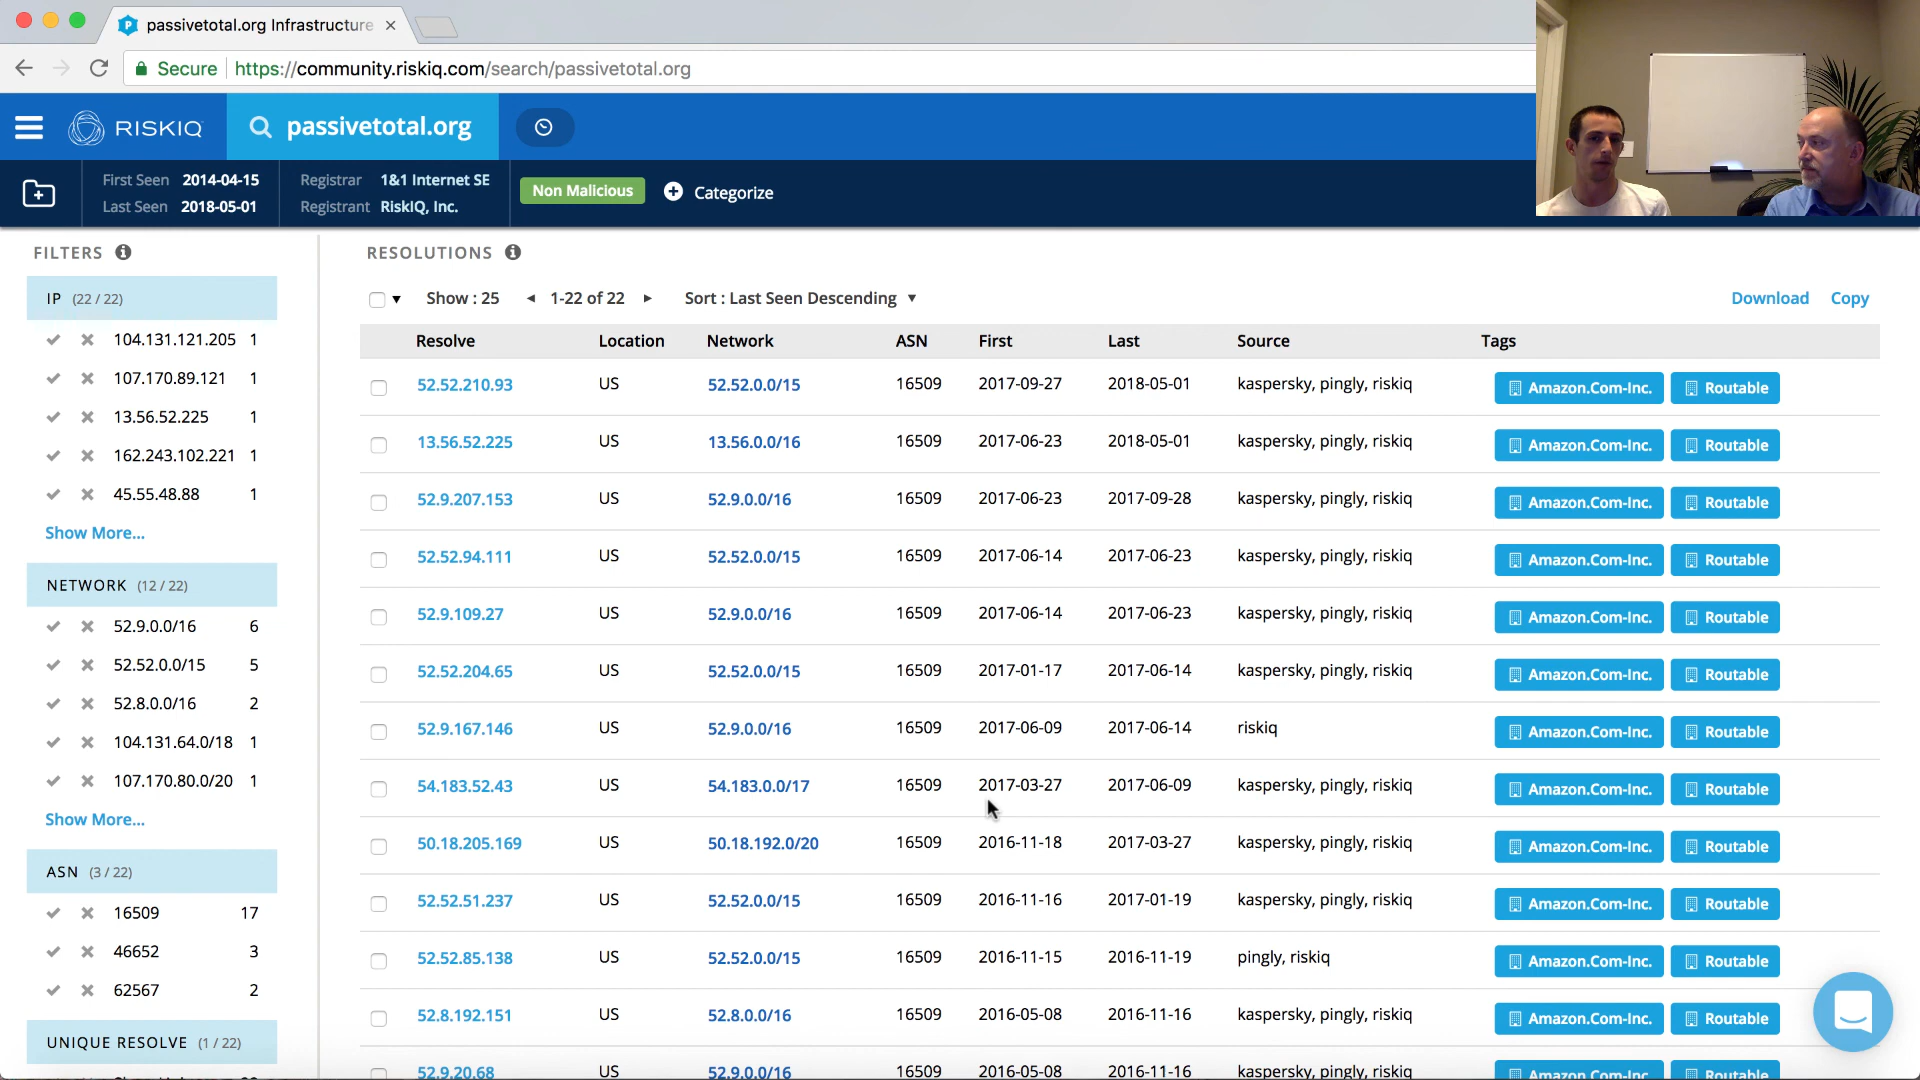 passivetotal.org Infrastructure
Secure https://community.riskiq.com/search/passivetotal.org
RISKIQ passivetotal.org
First Seen 2014-04-15 Registrar 1&1 Internet SE Non Malicious Categorize
Last Seen 2018-05-01 Registrant RiskIQ, Inc.
FILTERS
IP (22 / 22)
104.131.121.205 1
107.170.89.121 1
13.56.52.225 1
162.243.102.221 1
45.55.48.88 1
Show More...
NETWORK (12 / 22)
52.9.0.0/16 6
52.52.0.0/15 5
52.8.0.0/16 2
104.131.64.0/18 1
107.170.80.0/20 1
Show More...
ASN (3 / 22)
16509 17
46652 3
62567 2
UNIQUE RESOLVE (1 / 22)
RESOLUTIONS
Show : 25 1-22 of 22 Sort : Last Seen Descending Download Copy
Resolve Location Network ASN First Last Source Tags
52.52.210.93 US 52.52.0.0/15 16509 2017-09-27 2018-05-01 kaspersky, pingly, riskiq Amazon.Com-Inc. Routable
13.56.52.225 US 13.56.0.0/16 16509 2017-06-23 2018-05-01 kaspersky, pingly, riskiq Amazon.Com-Inc. Routable
52.9.207.153 US 52.9.0.0/16 16509 2017-06-23 2017-09-28 kaspersky, pingly, riskiq Amazon.Com-Inc. Routable
52.52.94.111 US 52.52.0.0/15 16509 2017-06-14 2017-06-23 kaspersky, pingly, riskiq Amazon.Com-Inc. Routable
52.9.109.27 US 52.9.0.0/16 16509 2017-06-14 2017-06-23 kaspersky, pingly, riskiq Amazon.Com-Inc. Routable
52.52.204.65 US 52.52.0.0/15 16509 2017-01-17 2017-06-14 kaspersky, pingly, riskiq Amazon.Com-Inc. Routable
52.9.167.146 US 52.9.0.0/16 16509 2017-06-09 2017-06-14 riskiq Amazon.Com-Inc. Routable
54.183.52.43 US 54.183.0.0/17 16509 2017-03-27 2017-06-09 kaspersky, pingly, riskiq Amazon.Com-Inc. Routable
50.18.205.169 US 50.18.192.0/20 16509 2016-11-18 2017-03-27 kaspersky, pingly, riskiq Amazon.Com-Inc. Routable
52.52.51.237 US 52.52.0.0/15 16509 2016-11-16 2017-01-19 kaspersky, pingly, riskiq Amazon.Com-Inc. Routable
52.52.85.138 US 52.52.0.0/15 16509 2016-11-15 2016-11-19 pingly, riskiq Amazon.Com-Inc. Routable
52.8.192.151 US 52.8.0.0/16 16509 2016-05-08 2016-11-16 kaspersky, pingly, riskiq Amazon.Com-Inc. Routable
52.9.20.68 US 52.9.0.0/16 16509 2016-05-08 2016-11-16 kaspersky, pingly, riskiq Amazon.Com-Inc. Routable